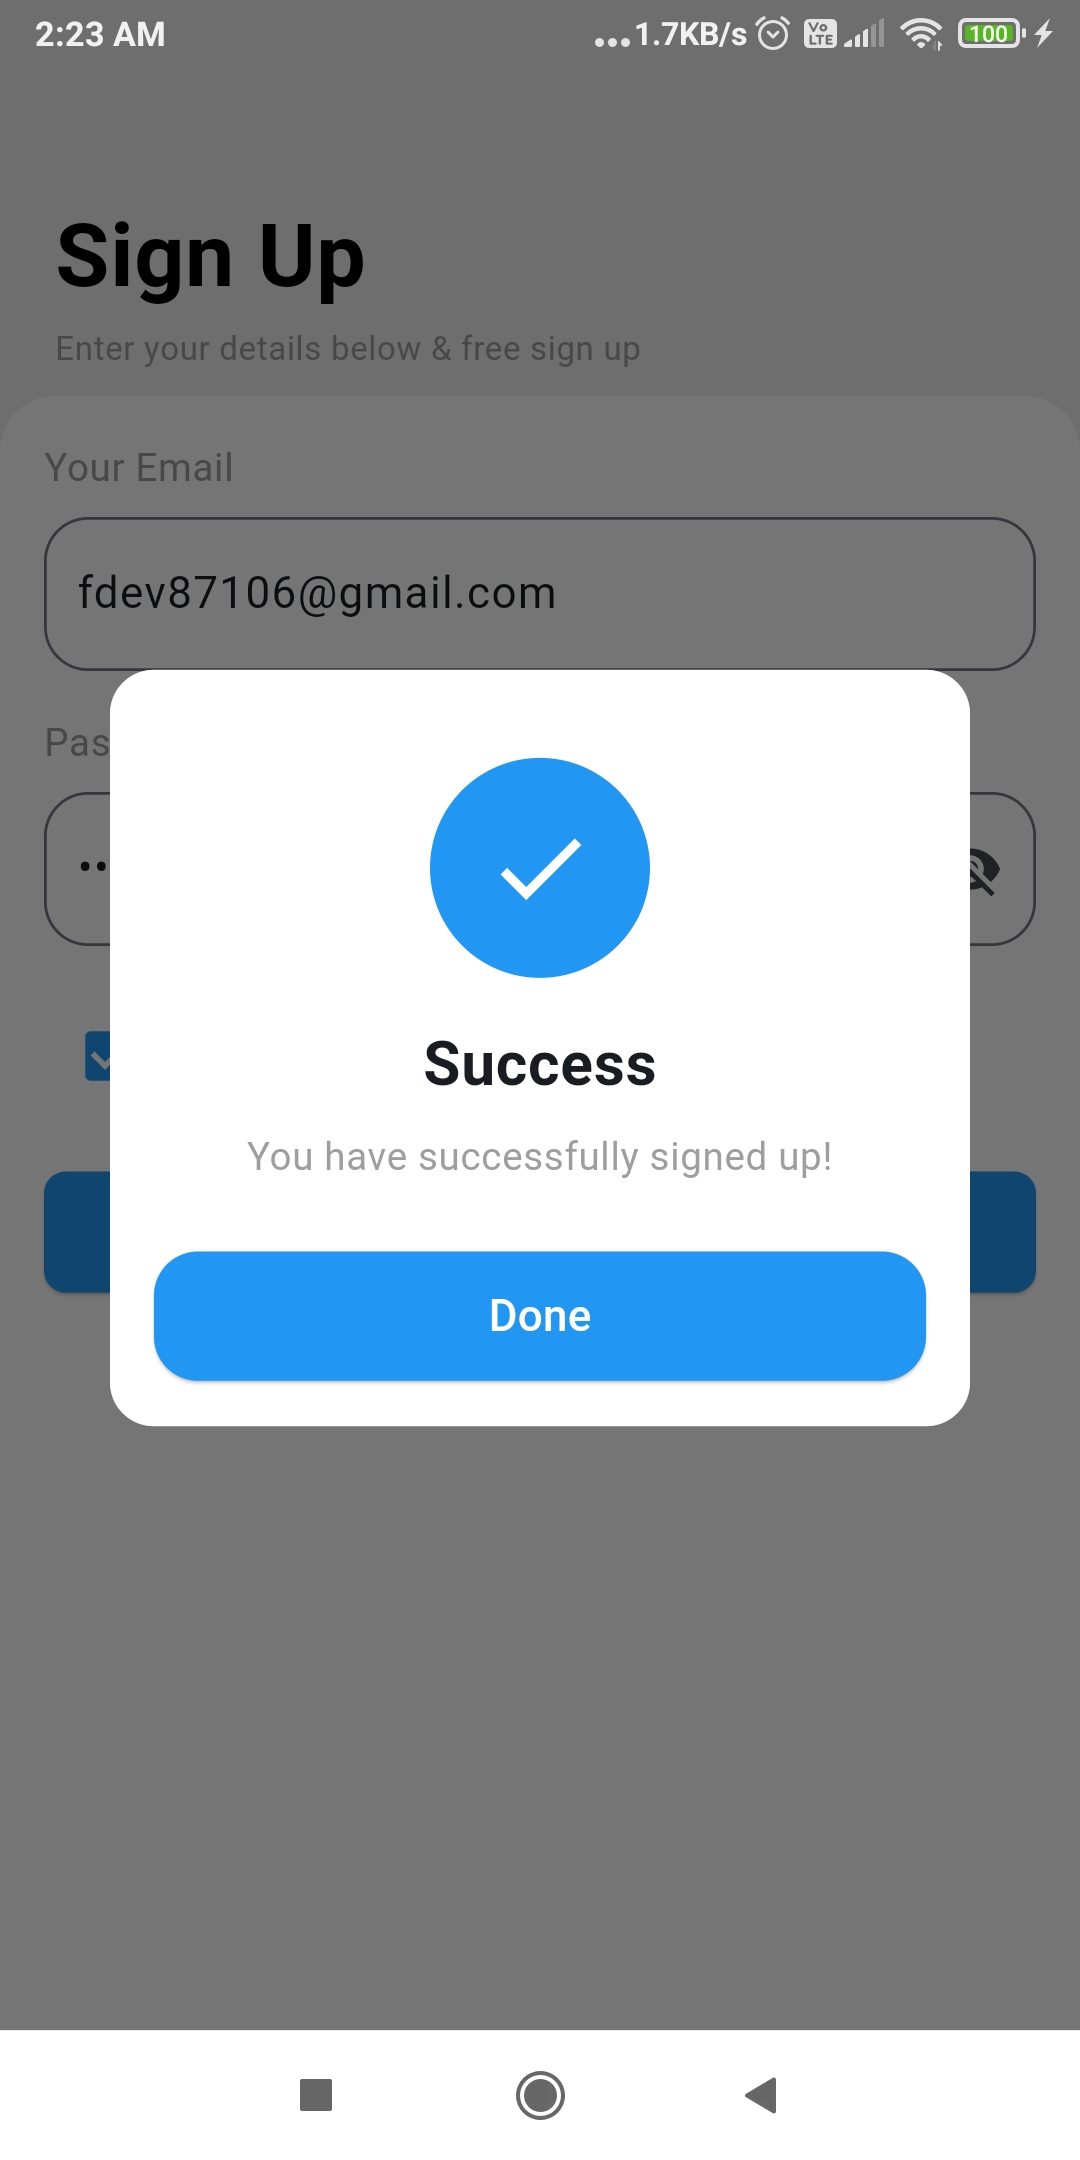 2:23 AM
...1.7KB/s Vo LTE 100
Sign Up
Enter your details below & free sign up
Your Email
fdev87106@gmail.com
Pas
Success
You have successfully signed up!
Done